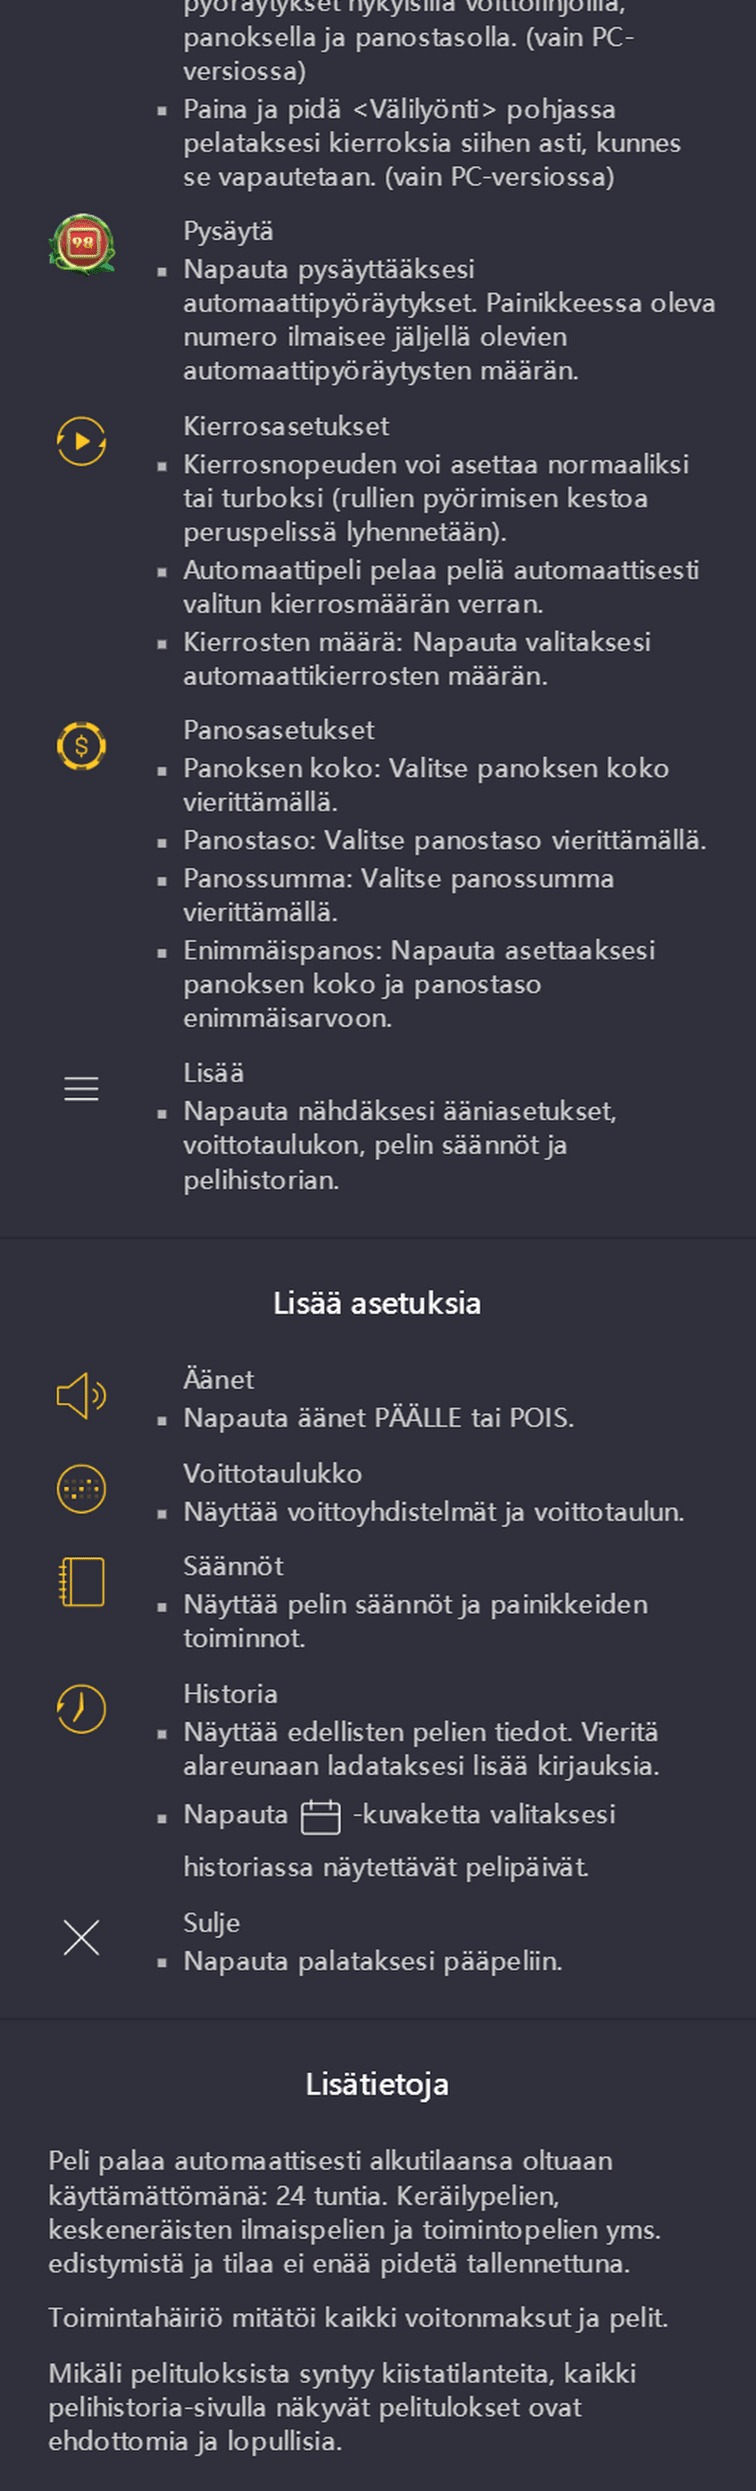 pyöräytykset nykyisillä voittolinjoilla,
panoksella ja panostasolla. (vain PC-
versiossa)
▪ Paina ja pidä <Välilyönti> pohjassa
pelataksesi kierroksia siihen asti, kunnes
se vapautetaan. (vain PC-versiossa)
98
Pysäytä
▪ Napauta pysäyttääksesi
automaattipyöräytykset. Painikkeessa oleva
numero ilmaisee jäljellä olevien
automaattipyöräytysten määrän.
Kierrosasetukset
▪ Kierrosnopeuden voi asettaa normaaliksi
tai turboksi (rullien pyörimisen kestoa
peruspelissä lyhennetään).
▪ Automaattipeli pelaa peliä automaattisesti
valitun kierrosmäärän verran.
▪ Kierrosten määrä: Napauta valitaksesi
automaattikierrosten määrän.
$
Panosasetukset
▪ Panoksen koko: Valitse panoksen koko
vierittämällä.
▪ Panostaso: Valitse panostaso vierittämällä.
▪ Panossumma: Valitse panossumma
vierittämällä.
▪ Enimmäispanos: Napauta asettaaksesi
panoksen koko ja panostaso
enimmäisarvoon.
Lisää
▪ Napauta nähdäksesi ääniasetukset,
voittotaulukon, pelin säännöt ja
pelihistorian.
Lisää asetuksia
Äänet
▪ Napauta äänet PÄÄLLE tai POIS.
Voittotaulukko
▪ Näyttää voittoyhdistelmät ja voittotaulun.
Säännöt
▪ Näyttää pelin säännöt ja painikkeiden
toiminnot.
Historia
▪ Näyttää edellisten pelien tiedot. Vieritä
alareunaan ladataksesi lisää kirjauksia.
▪ Napauta -kuvaketta valitaksesi
historiassa näytettävät pelipäivät.
Sulje
▪ Napauta palataksesi pääpeliin.
Lisätietoja
Peli palaa automaattisesti alkutilaansa oltuaan
käyttämättömänä: 24 tuntia. Keräilypelien,
keskeneräisten ilmaispelien ja toimintopelien yms.
edistymistä ja tilaa ei enää pidetä tallennettuna.
Toimintahäiriö mitätöi kaikki voitonmaksut ja pelit.
Mikäli pelituloksista syntyy kiistatilanteita, kaikki
pelihistoria-sivulla näkyvät pelitulokset ovat
ehdottomia ja lopullisia.